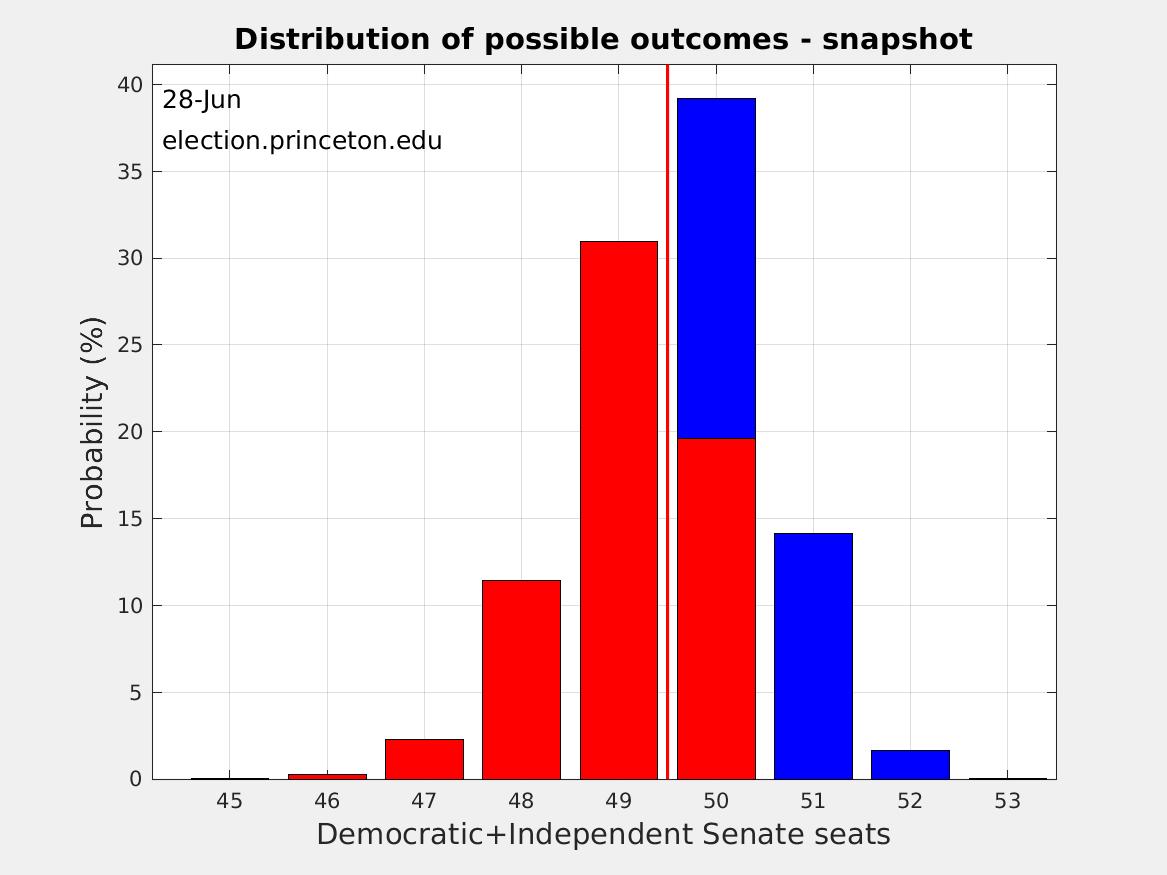 Distribution of possible outcomes - snapshot
28-Jun
election.princeton.edu
Probability (%)
40
35
30
25
20
15
10
5
0
45 46 47 48 49 50 51 52 53
Democratic+Independent Senate seats